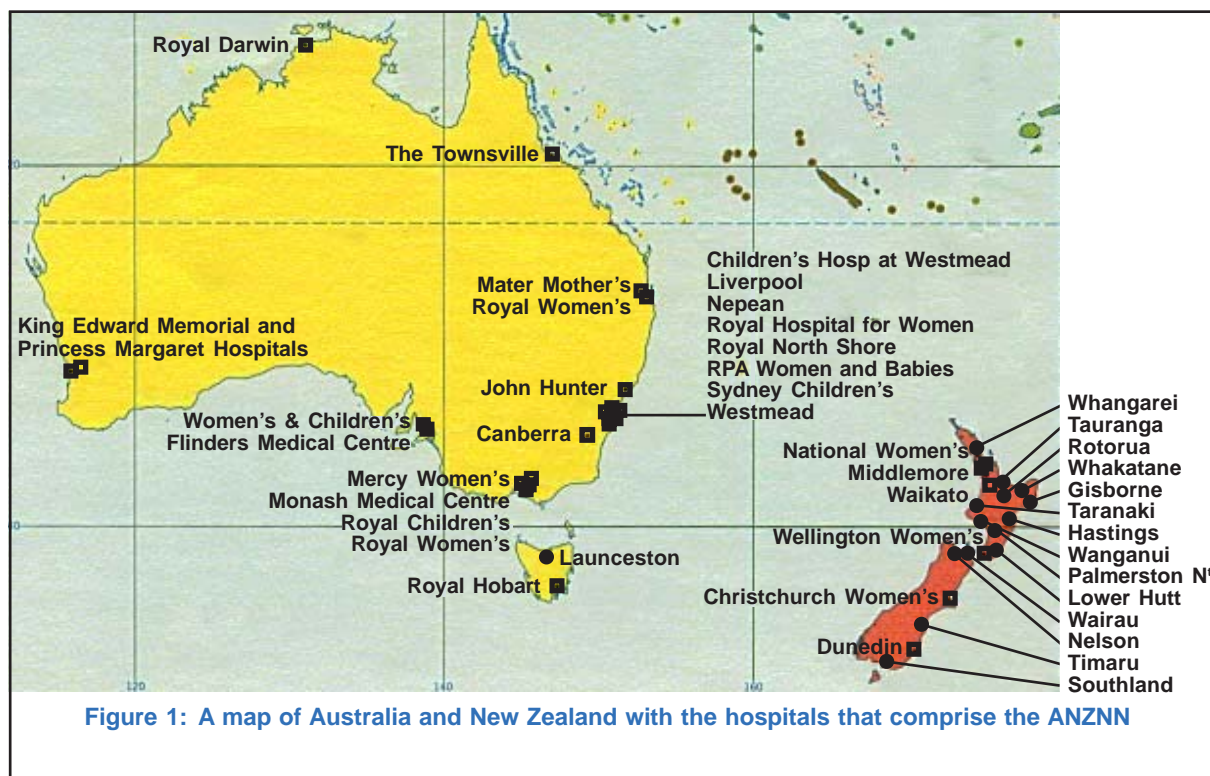 Royal Darwin
The Townsville
20
Mater Mother's
Royal Women's
Children's Hosp at Westmead
Liverpool
Nepean
Royal Hospital for Women
Royal North Shore
RPA Women and Babies
Sydney Children's
Westmead
King Edward Memorial and
Princess Margaret Hospitals
John Hunter
Women's & Children's
Flinders Medical Centre
Canberra
Mercy Women's
Monash Medical Centre
Royal Children's
Royal Women's
Launceston
Royal Hobart
National Women's
Middlemore
Waikato
Wellington Women's
Christchurch Women's
Dunedin
Whangarei
Tauranga
Rotorua
Whakatane
Gisborne
Taranaki
Hastings
Wanganui
Palmerston N
Lower Hutt
Wairau
Nelson
Timaru
Southland
40
120
140
160
Figure 1: A map of Australia and New Zealand with the hospitals that comprise the ANZNN